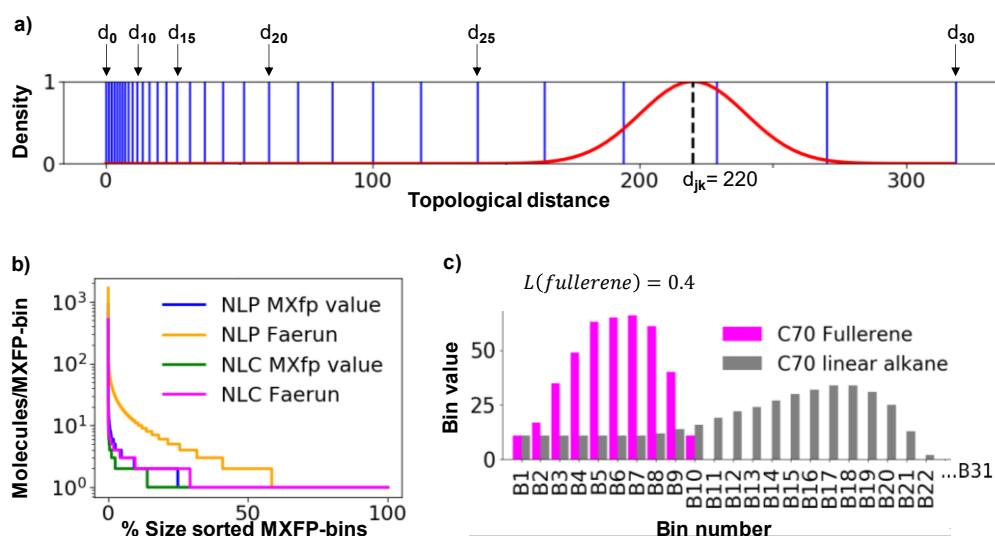 a)
d0 d10 d15 d20 d25 d30
1
Density
0
0 100 200 300
djk= 220
Topological distance
b)
Molecules/MXFP-bin
10³
10²
10¹
10⁰
NLP MXfp value
NLP Faerun
NLC MXfp value
NLC Faerun
0 100
% Size sorted MXFP-bins
c)
L(fullerene) = 0.4
Bin value
50
25
0
C70 Fullerene
C70 linear alkane
B1 B2 B3 B4 B5 B6 B7 B8 B9 B10 B11 B12 B13 B14 B15 B16 B17 B18 B19 B20 B21 B22 ...B31
Bin number